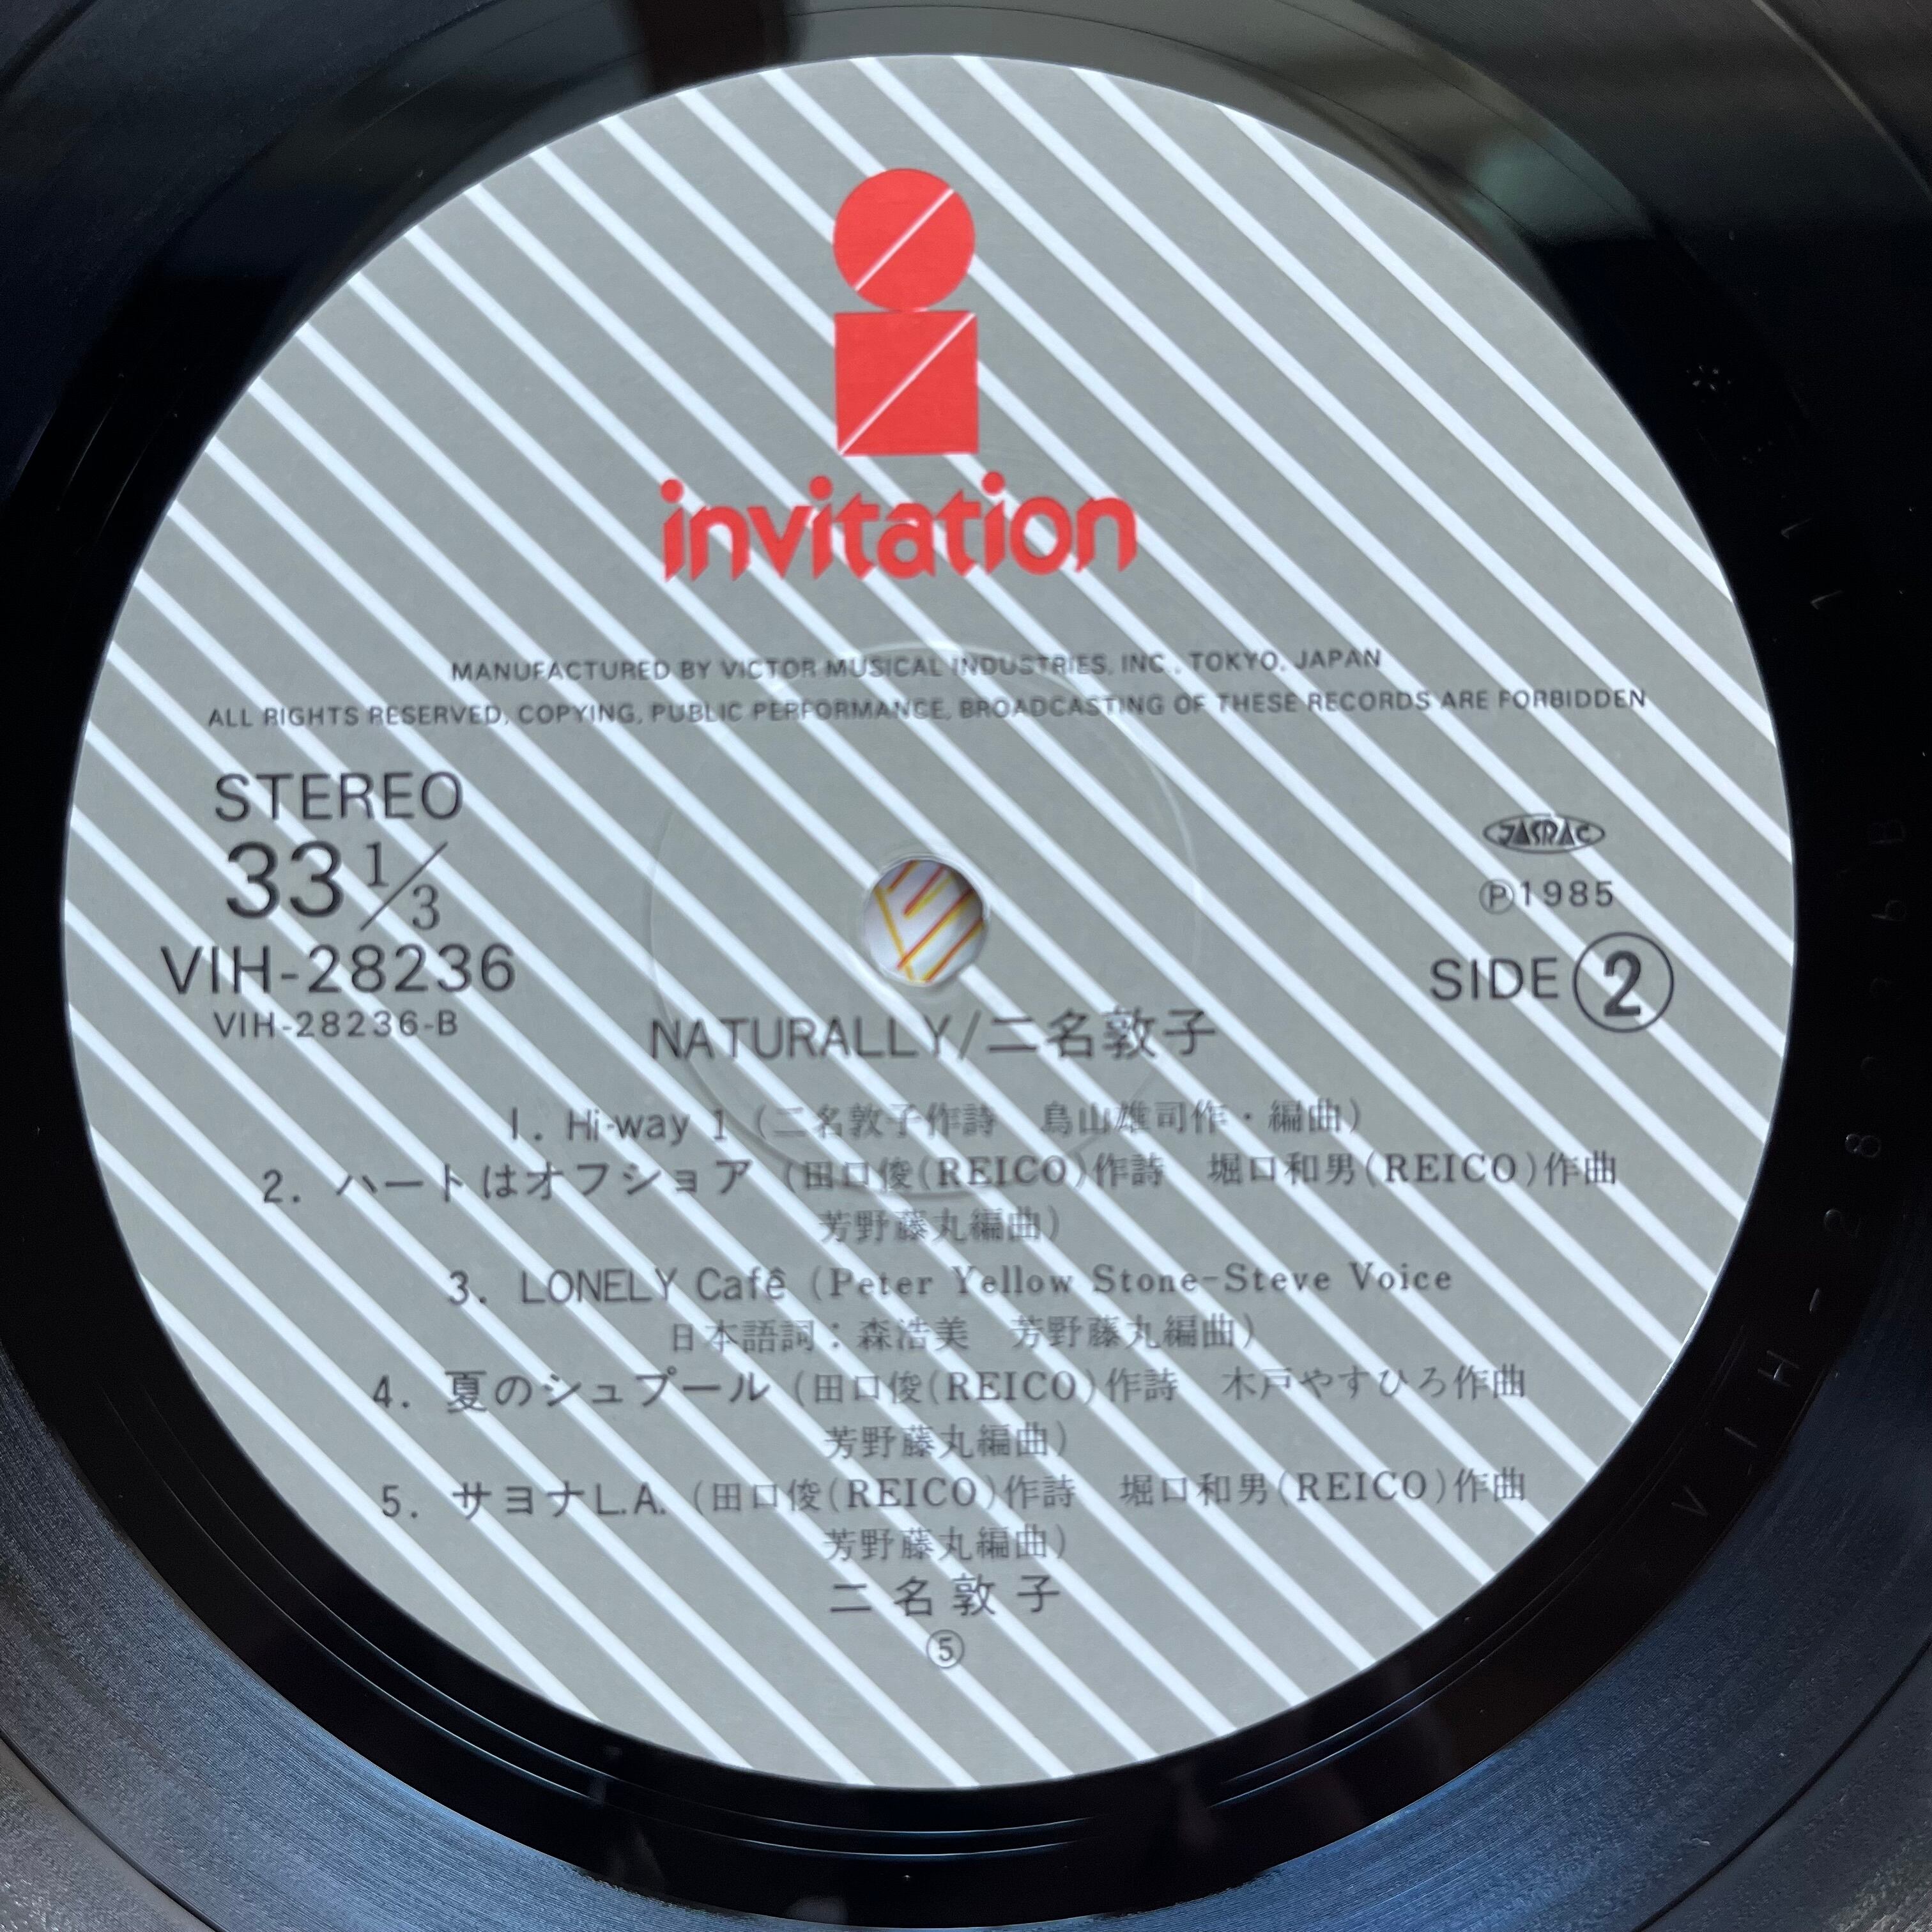 invitation
MANUFACTURED BY VICTOR MUSICAL INDUSTRIES, INC., TOKYO, JAPAN
ALL RIGHTS RESERVED, COPYING, PUBLIC PERFORMANCE, BROADCASTING OF THESE RECORDS ARE FORBIDDEN
STEREO
33 1/3
VIH-28236
VIH-28236-B
JASRAC
Ⓟ1985
SIDE ②
NATURALLY/二名敦子
1. Hi-way 1 (二名敦子作詩 鳥山雄司作・編曲)
2. ハートはオフショア (田口俊(REICO)作詩 堀口和男(REICO)作曲
芳野藤丸編曲)
3. LONELY Cafê (Peter Yellow Stone-Steve Voice
日本語詞：森浩美 芳野藤丸編曲)
4. 夏のシュプール (田口俊(REICO)作詩 木戸やすひろ作曲
芳野藤丸編曲)
5. サヨナL.A. (田口俊(REICO)作詩 堀口和男(REICO)作曲
芳野藤丸編曲)
二名敦子
⑤